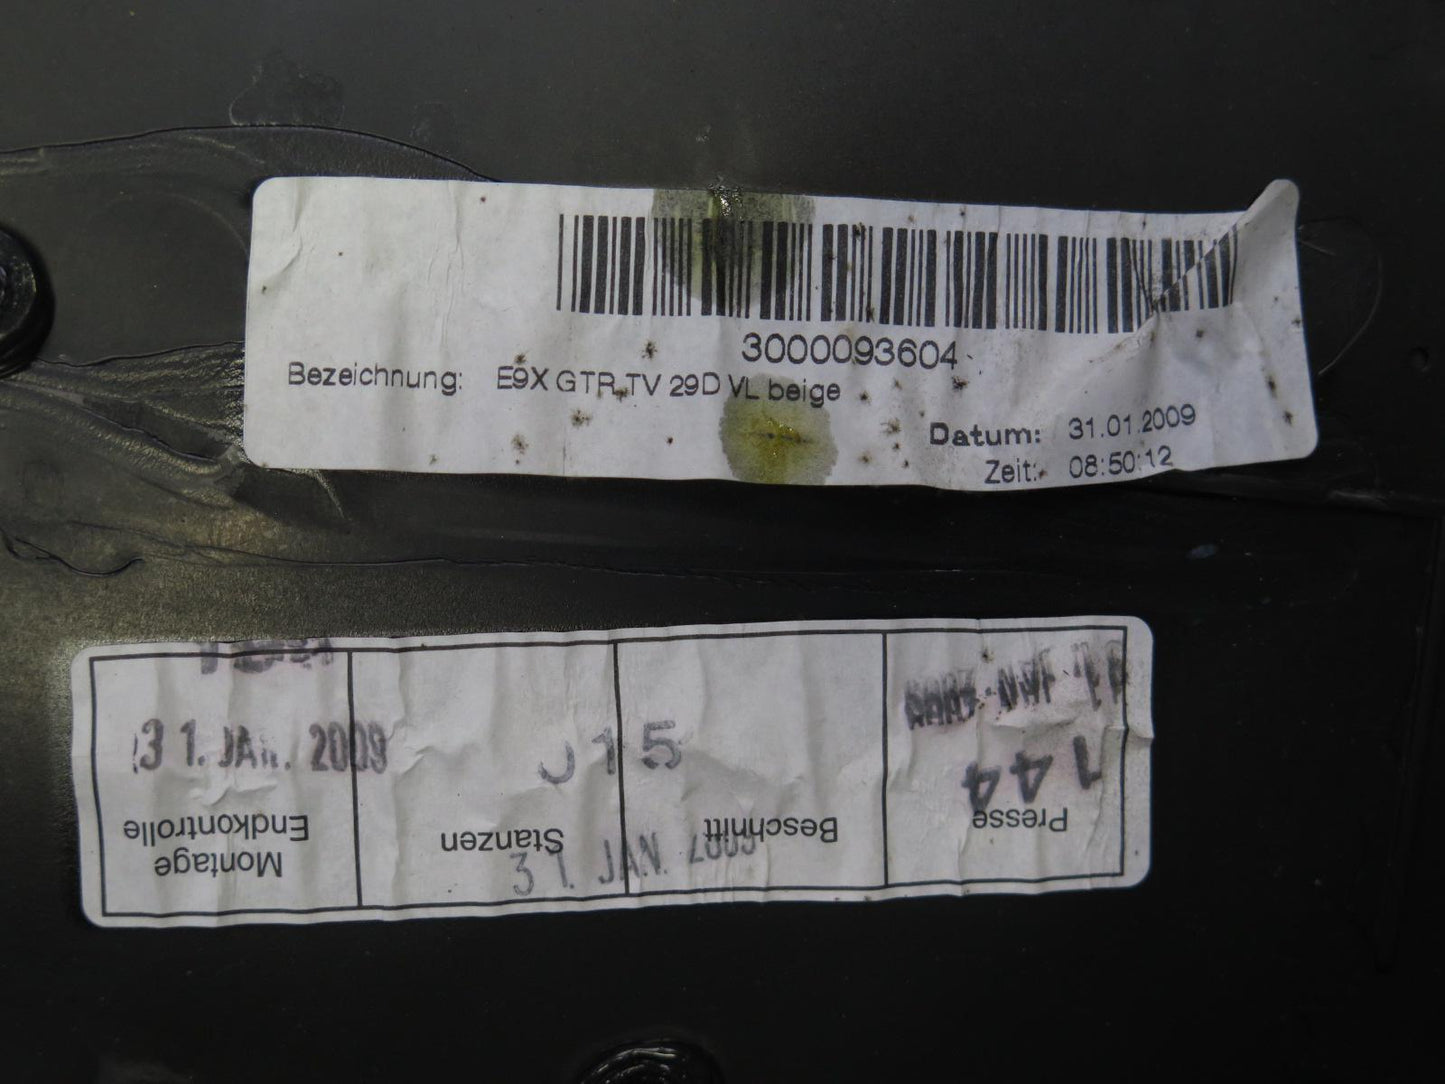 3000093604
Bezeichnung: E9X GTR TV 29D VL beige
Datum: 31.01.2009
Zeit: 08:50:12
31. JAN. 2009
015
144
Montage
Endkontrolle
Stanzen
Beschnitt
Presse
31. JAN. 2009